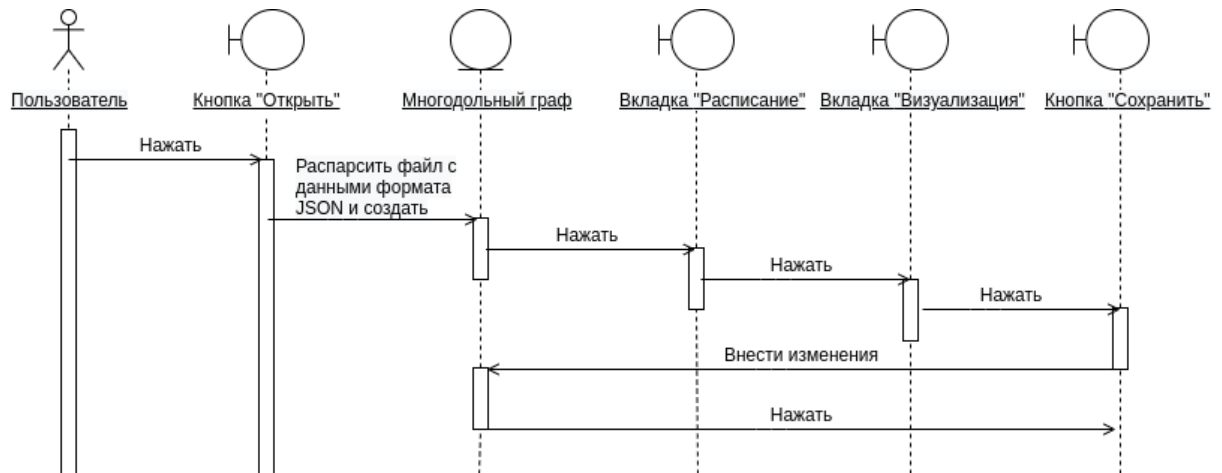 Пользователь
Кнопка "Открыть"
Многодольный граф
Вкладка "Расписание"
Вкладка "Визуализация"
Кнопка "Сохранить"
Нажать
Распарсить файл с
данными формата
JSON и создать
Нажать
Нажать
Нажать
Внести изменения
Нажать